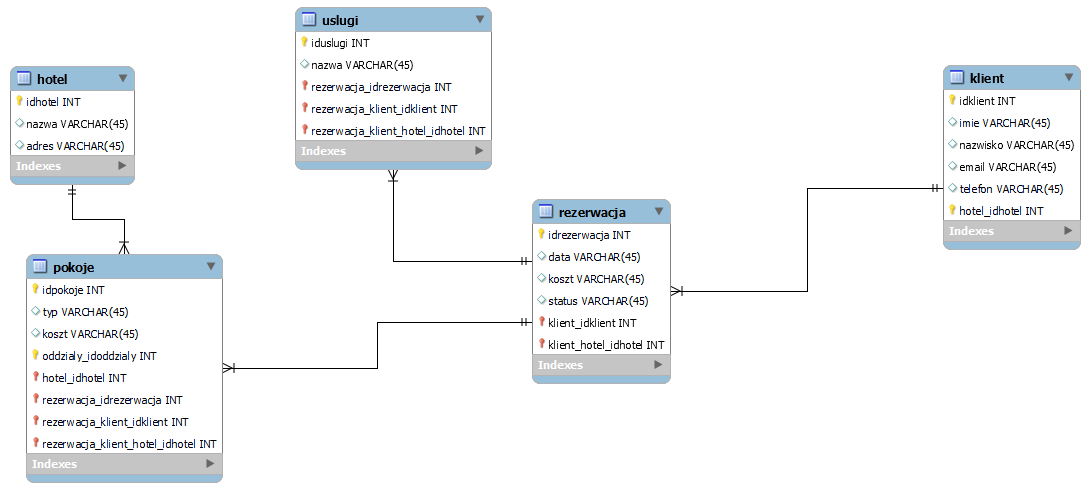 hotel
idhotel INT
nazwa VARCHAR(45)
adres VARCHAR(45)
Indexes
uslugi
iduslugi INT
nazwa VARCHAR(45)
rezerwacja_idrezerwacja INT
rezerwacja_klient_idklient INT
rezerwacja_klient_hotel_idhotel INT
Indexes
klient
idklient INT
imie VARCHAR(45)
nazwisko VARCHAR(45)
email VARCHAR(45)
telefon VARCHAR(45)
hotel_idhotel INT
Indexes
rezerwacja
idrezerwacja INT
data VARCHAR(45)
koszt VARCHAR(45)
status VARCHAR(45)
klient_idklient INT
klient_hotel_idhotel INT
Indexes
pokoje
idpokoje INT
typ VARCHAR(45)
koszt VARCHAR(45)
oddzialy_idoddzialy INT
hotel_idhotel INT
rezerwacja_idrezerwacja INT
rezerwacja_klient_idklient INT
rezerwacja_klient_hotel_idhotel INT
Indexes